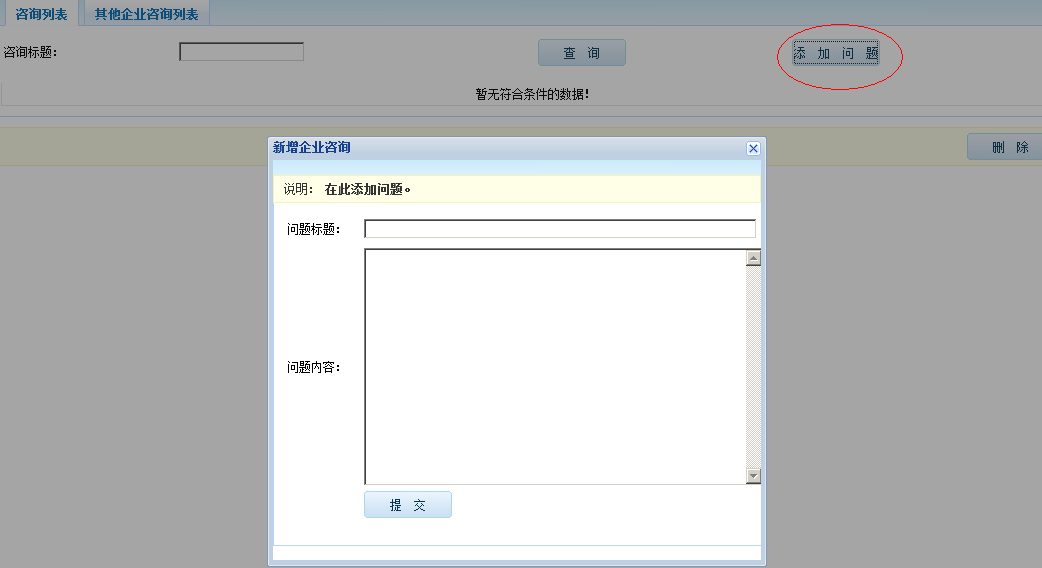 咨询列表 其他企业咨询列表
咨询标题： 查 询 添 加 问 题
暂无符合条件的数据!
删 除
新增企业咨询
说明： 在此添加问题。
问题标题：
问题内容：
提 交